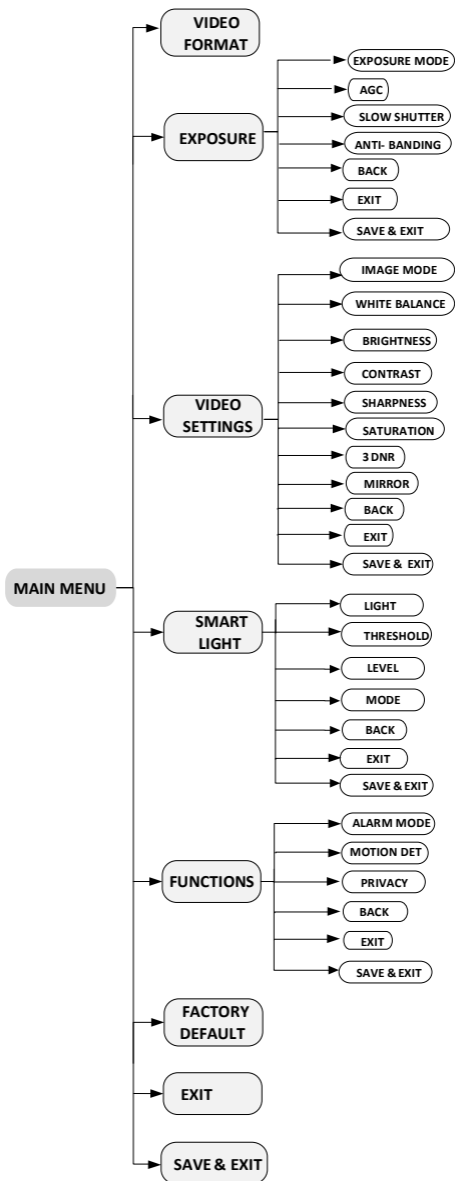 MAIN MENU
VIDEO
FORMAT
EXPOSURE
EXPOSURE MODE
AGC
SLOW SHUTTER
ANTI- BANDING
BACK
EXIT
SAVE & EXIT
VIDEO
SETTINGS
IMAGE MODE
WHITE BALANCE
BRIGHTNESS
CONTRAST
SHARPNESS
SATURATION
3 DNR
MIRROR
BACK
EXIT
SAVE & EXIT
SMART
LIGHT
LIGHT
THRESHOLD
LEVEL
MODE
BACK
EXIT
SAVE & EXIT
FUNCTIONS
ALARM MODE
MOTION DET
PRIVACY
BACK
EXIT
SAVE & EXIT
FACTORY
DEFAULT
EXIT
SAVE & EXIT